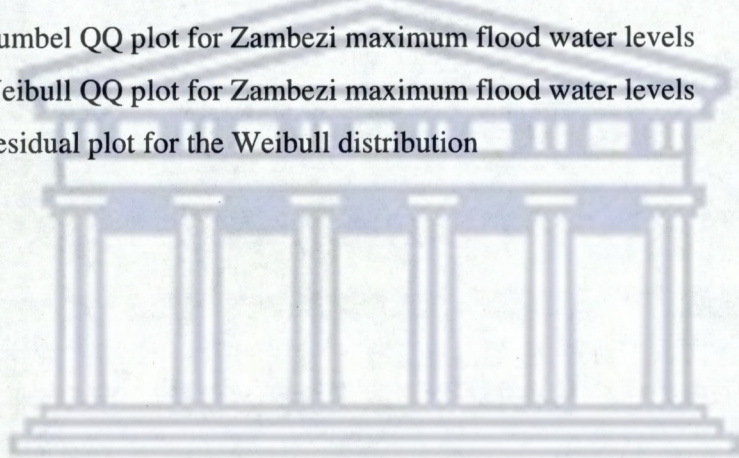 umbel QQ plot for Zambezi maximum flood water levels
eibull QQ plot for Zambezi maximum flood water levels
esidual plot for the Weibull distribution